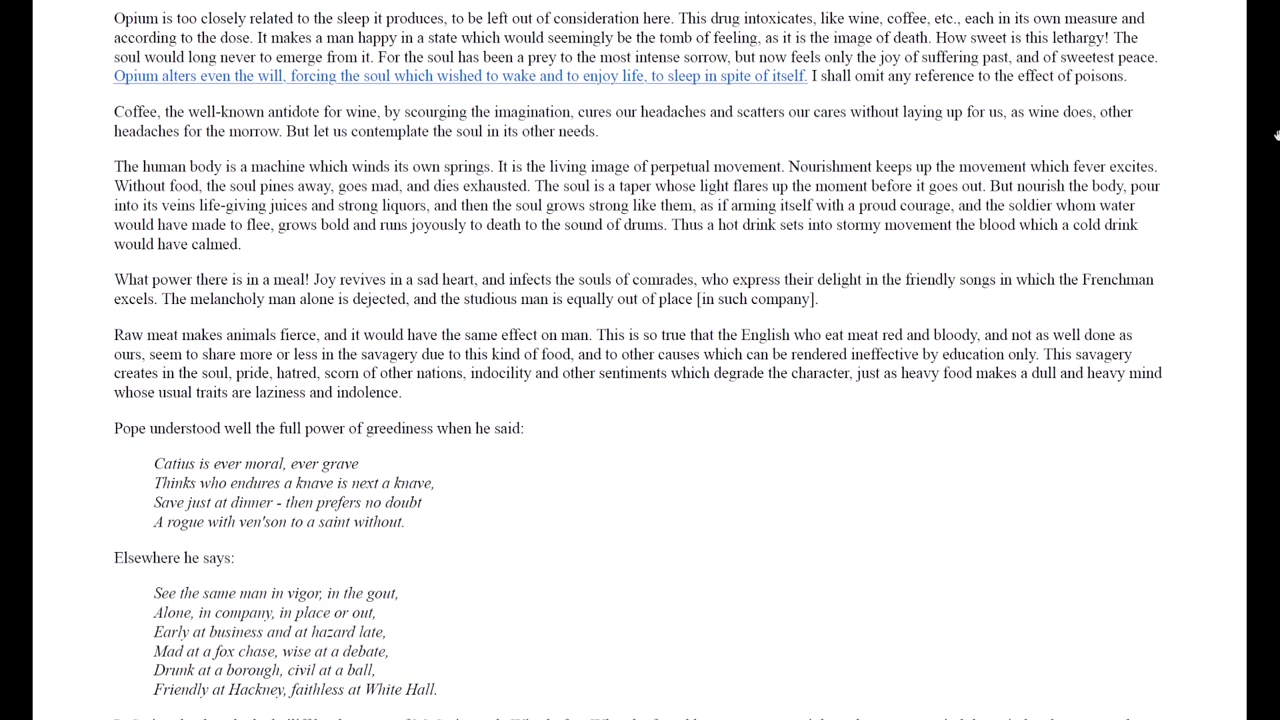 Opium is too closely related to the sleep it produces, to be left out of consideration here. This drug intoxicates, like wine, coffee, etc., each in its own measure and
according to the dose. It makes a man happy in a state which would seemingly be the tomb of feeling, as it is the image of death. How sweet is this lethargy! The
soul would long never to emerge from it. For the soul has been a prey to the most intense sorrow, but now feels only the joy of suffering past, and of sweetest peace.
Opium alters even the will, forcing the soul which wished to wake and to enjoy life, to sleep in spite of itself. I shall omit any reference to the effect of poisons.
Coffee, the well-known antidote for wine, by scourging the imagination, cures our headaches and scatters our cares without laying up for us, as wine does, other
headaches for the morrow. But let us contemplate the soul in its other needs.
The human body is a machine which winds its own springs. It is the living image of perpetual movement. Nourishment keeps up the movement which fever excites.
Without food, the soul pines away, goes mad, and dies exhausted. The soul is a taper whose light flares up the moment before it goes out. But nourish the body, pour
into its veins life-giving juices and strong liquors, and then the soul grows strong like them, as if arming itself with a proud courage, and the soldier whom water
would have made to flee, grows bold and runs joyously to death to the sound of drums. Thus a hot drink sets into stormy movement the blood which a cold drink
would have calmed.
What power there is in a meal! Joy revives in a sad heart, and infects the souls of comrades, who express their delight in the friendly songs in which the Frenchman
excels. The melancholy man alone is dejected, and the studious man is equally out of place [in such company].
Raw meat makes animals fierce, and it would have the same effect on man. This is so true that the English who eat meat red and bloody, and not as well done as
ours, seem to share more or less in the savagery due to this kind of food, and to other causes which can be rendered ineffective by education only. This savagery
creates in the soul, pride, hatred, scorn of other nations, indocility and other sentiments which degrade the character, just as heavy food makes a dull and heavy mind
whose usual traits are laziness and indolence.
Pope understood well the full power of greediness when he said:
Catius is ever moral, ever grave
Thinks who endures a knave is next a knave,
Save just at dinner - then prefers no doubt
A rogue with ven'son to a saint without.
Elsewhere he says:
See the same man in vigor, in the gout,
Alone, in company, in place or out,
Early at business and at hazard late,
Mad at a fox chase, wise at a debate,
Drunk at a borough, civil at a ball,
Friendly at Hackney, faithless at White Hall.